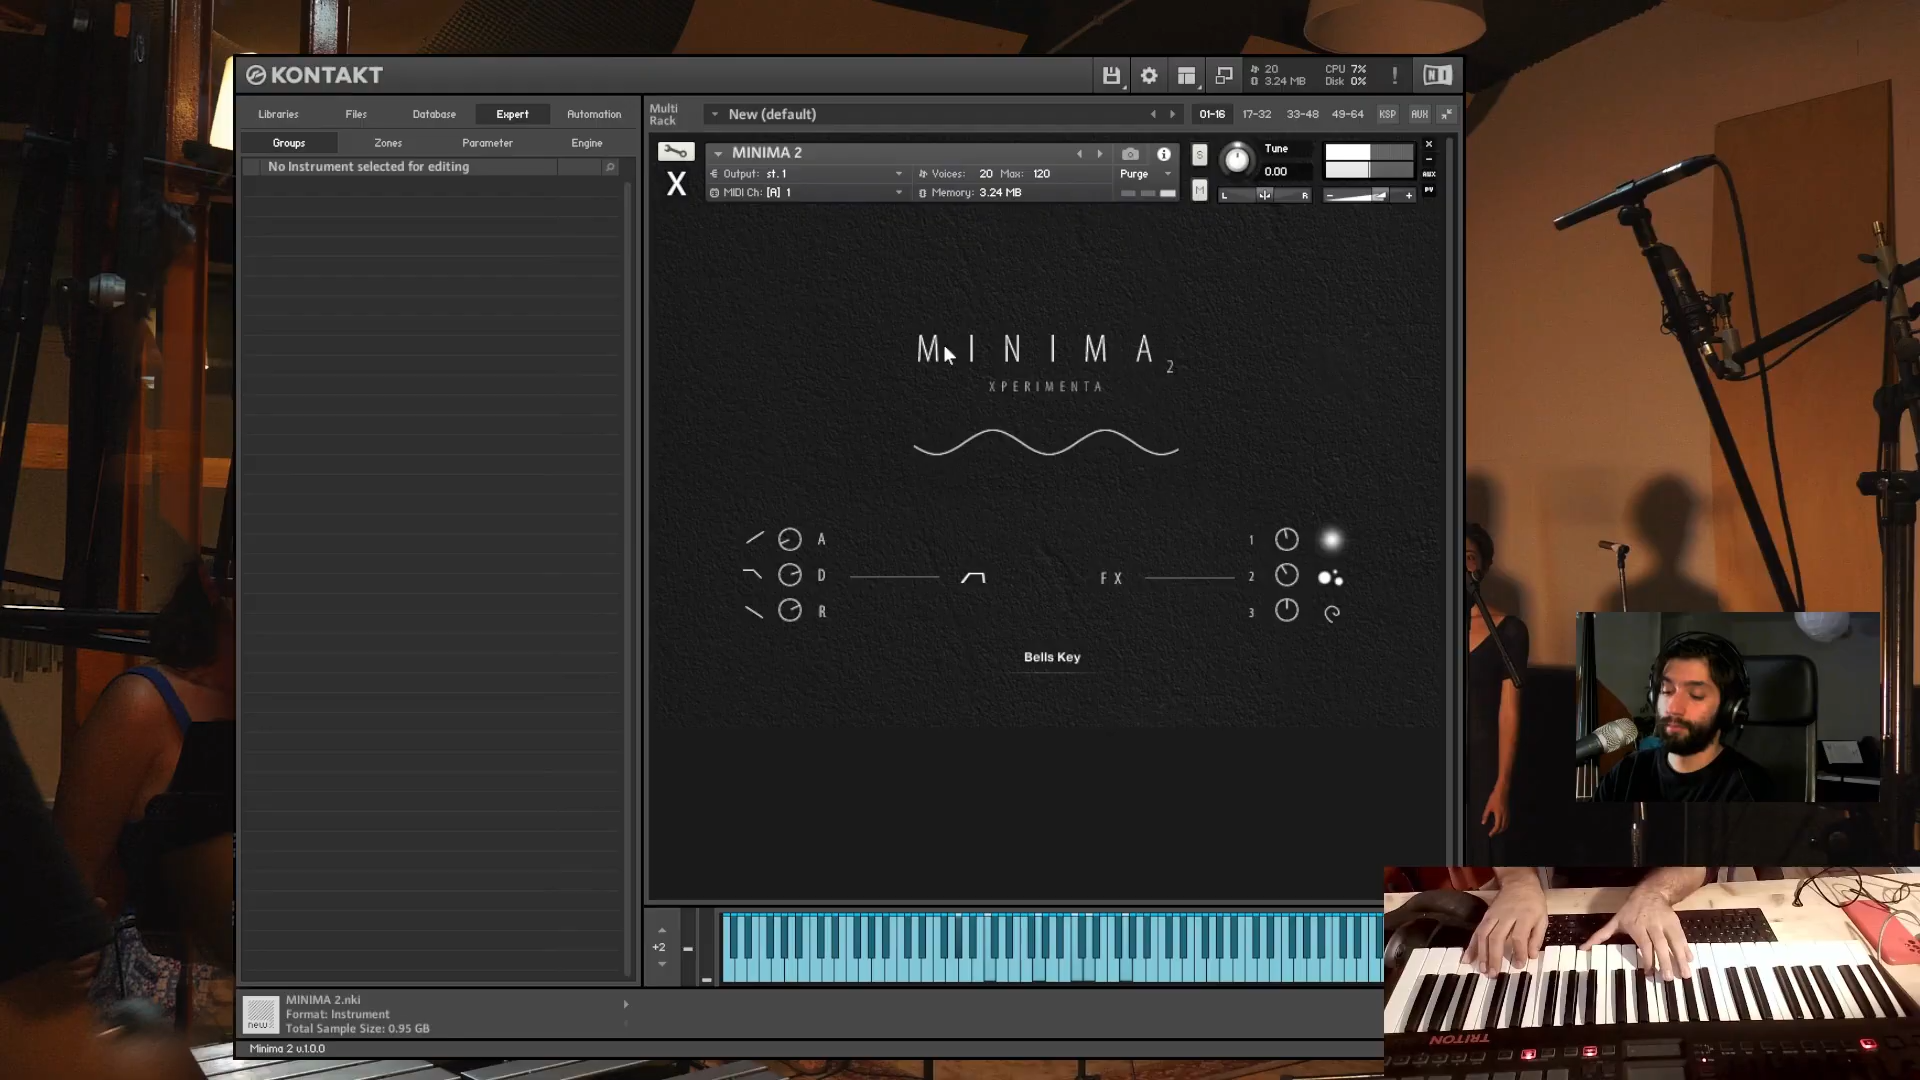 KONTAKT
20
3.24 MB
CPU 7%
Disk 0%
!
Libraries Files Database Expert Automation
Multi
Rack
New (default)
01-16 17-32 33-48 49-64 KSP AUX
Groups Zones Parameter Engine
No Instrument selected for editing
X
MINIMA 2
Output: st.1
Voices: 20 Max: 120
Purge
MIDI Ch: [A] 1
Memory: 3.24 MB
S
M
Tune
0.00
L R
- +
AUX
PV
MINIMA 2
XPERIMENTA
A
D
R
FX
1
2
3
Bells Key
+2
MINIMA 2.nki
Format: Instrument
Total Sample Size: 0.95 GB
new
Minima 2 v.1.0.0
TRITON